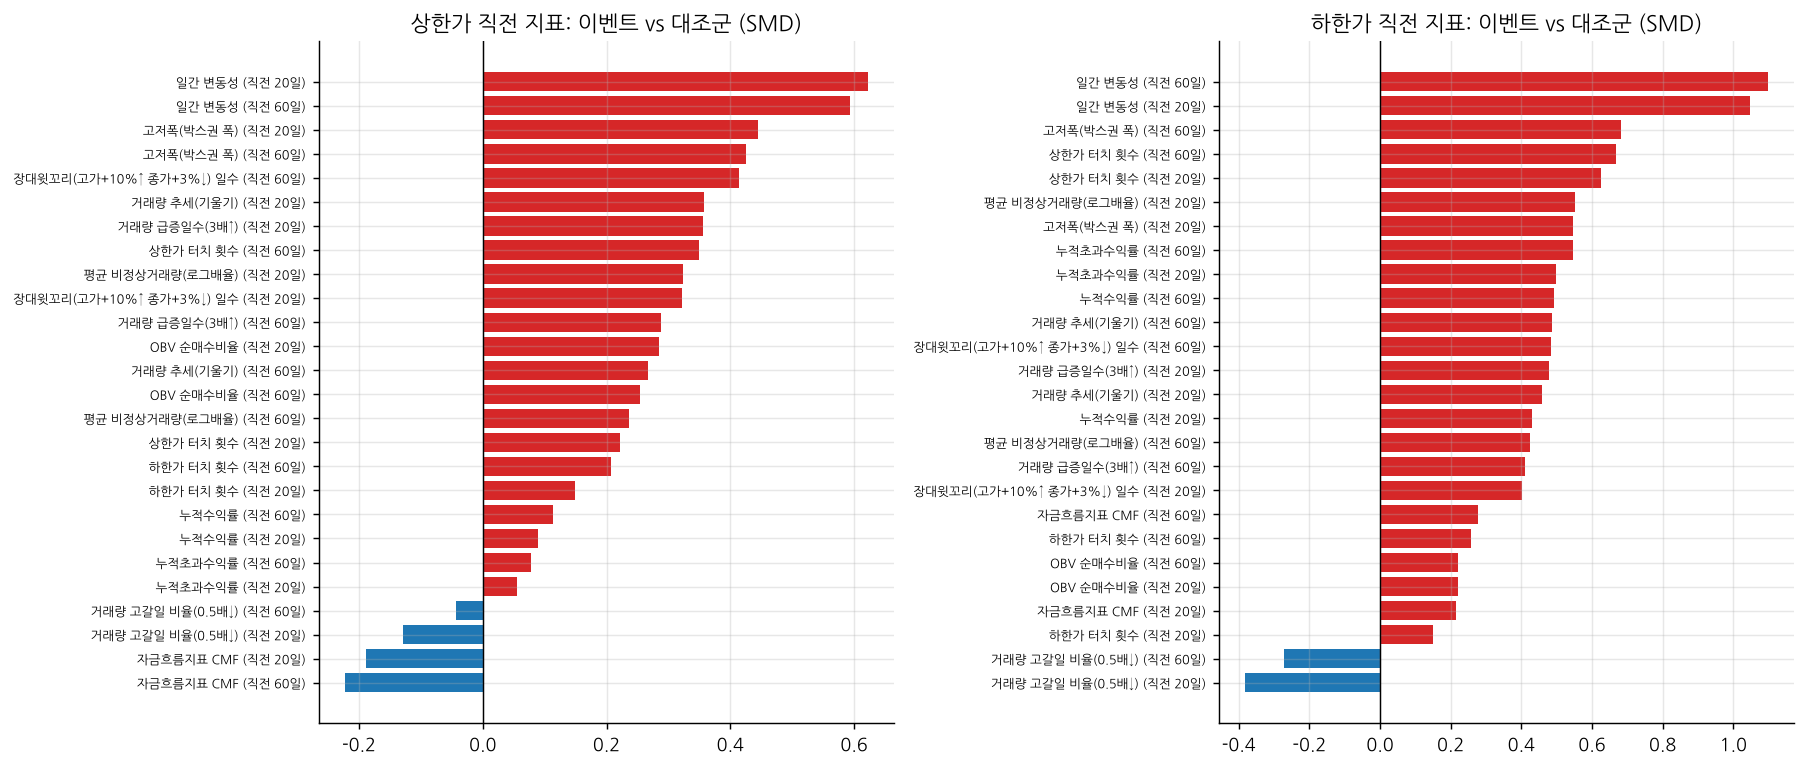 상한가 직전 지표: 이벤트 vs 대조군 (SMD)
일간 변동성 (직전 20일)
일간 변동성 (직전 60일)
고저폭(박스권 폭) (직전 20일)
고저폭(박스권 폭) (직전 60일)
장대윗꼬리(고가+10%↑ 종가+3%↓) 일수 (직전 60일)
거래량 추세(기울기) (직전 20일)
거래량 급증일수(3배↑) (직전 20일)
상한가 터치 횟수 (직전 60일)
평균 비정상거래량(로그배율) (직전 20일)
장대윗꼬리(고가+10%↑ 종가+3%↓) 일수 (직전 20일)
거래량 급증일수(3배↑) (직전 60일)
OBV 순매수비율 (직전 20일)
거래량 추세(기울기) (직전 60일)
OBV 순매수비율 (직전 60일)
평균 비정상거래량(로그배율) (직전 60일)
상한가 터치 횟수 (직전 20일)
하한가 터치 횟수 (직전 60일)
하한가 터치 횟수 (직전 20일)
누적수익률 (직전 60일)
누적수익률 (직전 20일)
누적초과수익률 (직전 60일)
누적초과수익률 (직전 20일)
거래량 고갈일 비율(0.5배↓) (직전 60일)
거래량 고갈일 비율(0.5배↓) (직전 20일)
자금흐름지표 CMF (직전 20일)
자금흐름지표 CMF (직전 60일)
-0.2 0.0 0.2 0.4 0.6
하한가 직전 지표: 이벤트 vs 대조군 (SMD)
일간 변동성 (직전 60일)
일간 변동성 (직전 20일)
고저폭(박스권 폭) (직전 60일)
상한가 터치 횟수 (직전 60일)
상한가 터치 횟수 (직전 20일)
평균 비정상거래량(로그배율) (직전 20일)
고저폭(박스권 폭) (직전 20일)
누적초과수익률 (직전 60일)
누적초과수익률 (직전 20일)
누적수익률 (직전 60일)
거래량 추세(기울기) (직전 60일)
장대윗꼬리(고가+10%↑ 종가+3%↓) 일수 (직전 60일)
거래량 급증일수(3배↑) (직전 20일)
거래량 추세(기울기) (직전 20일)
누적수익률 (직전 20일)
평균 비정상거래량(로그배율) (직전 60일)
거래량 급증일수(3배↑) (직전 60일)
장대윗꼬리(고가+10%↑ 종가+3%↓) 일수 (직전 20일)
자금흐름지표 CMF (직전 60일)
하한가 터치 횟수 (직전 60일)
OBV 순매수비율 (직전 60일)
OBV 순매수비율 (직전 20일)
자금흐름지표 CMF (직전 20일)
하한가 터치 횟수 (직전 20일)
거래량 고갈일 비율(0.5배↓) (직전 60일)
거래량 고갈일 비율(0.5배↓) (직전 20일)
-0.4 -0.2 0.0 0.2 0.4 0.6 0.8 1.0